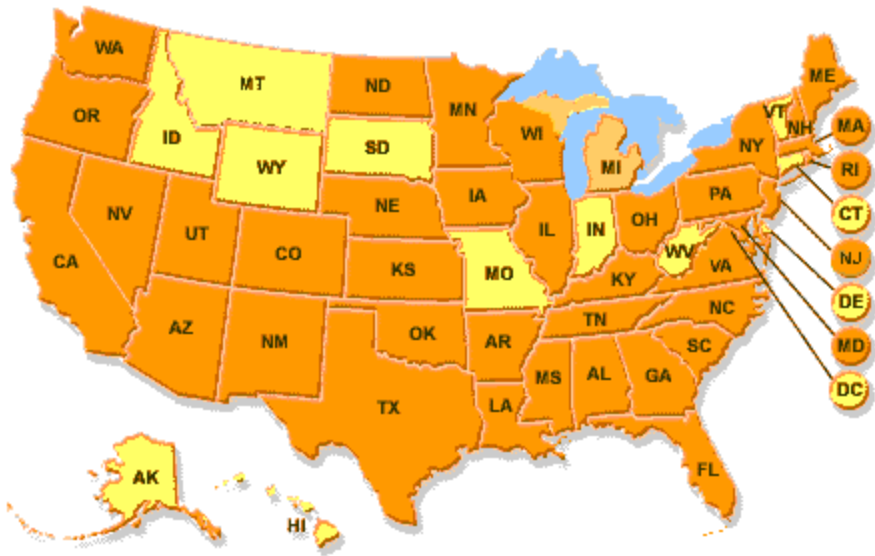 WA
MT
ND
MN
ME
OR
ID
SD
WI
VT
NH
MA
WY
MI
NY
RI
NV
NE
IA
PA
CT
UT
CO
IL
IN
OH
NJ
CA
KS
MO
WV
VA
KY
DE
AZ
NM
OK
AR
TN
NC
MD
SC
TX
LA
MS
AL
GA
DC
AK
HI
FL